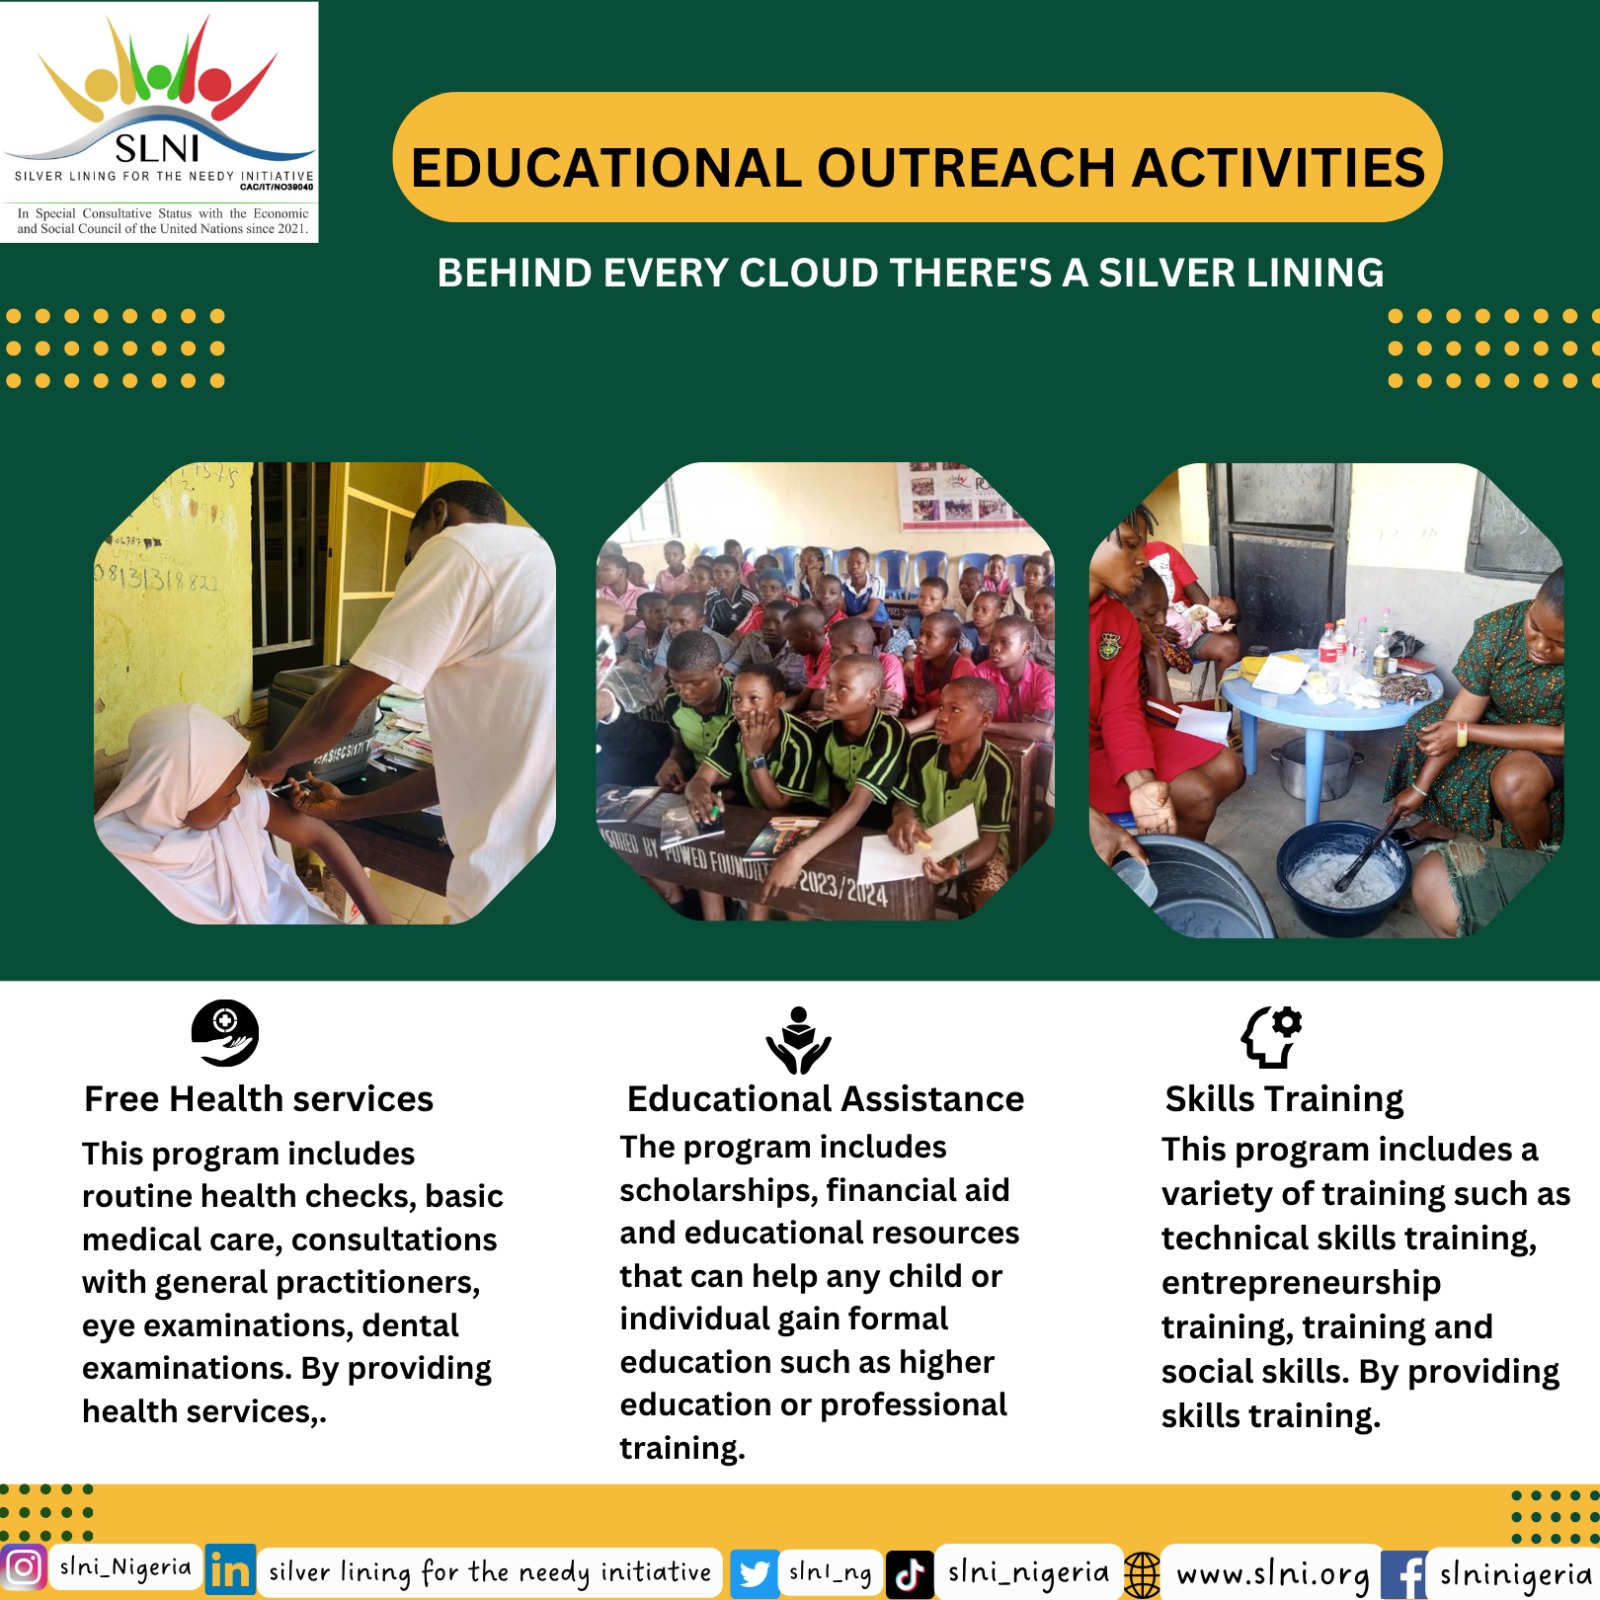 SLNI
SILVER LINING FOR THE NEEDY INITIATIVE
CAC/IT/NO39040
In Special Consultative Status with the Economic
and Social Council of the United Nations since 2021.
EDUCATIONAL OUTREACH ACTIVITIES
BEHIND EVERY CLOUD THERE'S A SILVER LINING
SORED BY POWED FOUND
2023/2024
Free Health services
This program includes
routine health checks, basic
medical care, consultations
with general practitioners,
eye examinations, dental
examinations. By providing
health services,.
Educational Assistance
The program includes
scholarships, financial aid
and educational resources
that can help any child or
individual gain formal
education such as higher
education or professional
training.
Skills Training
This program includes a
variety of training such as
technical skills training,
entrepreneurship
training, training and
social skills. By providing
skills training.
slni_Nigeria
in silver lining for the needy initiative
sln1_ng
slni_nigeria
www.slni.org
slninigeria